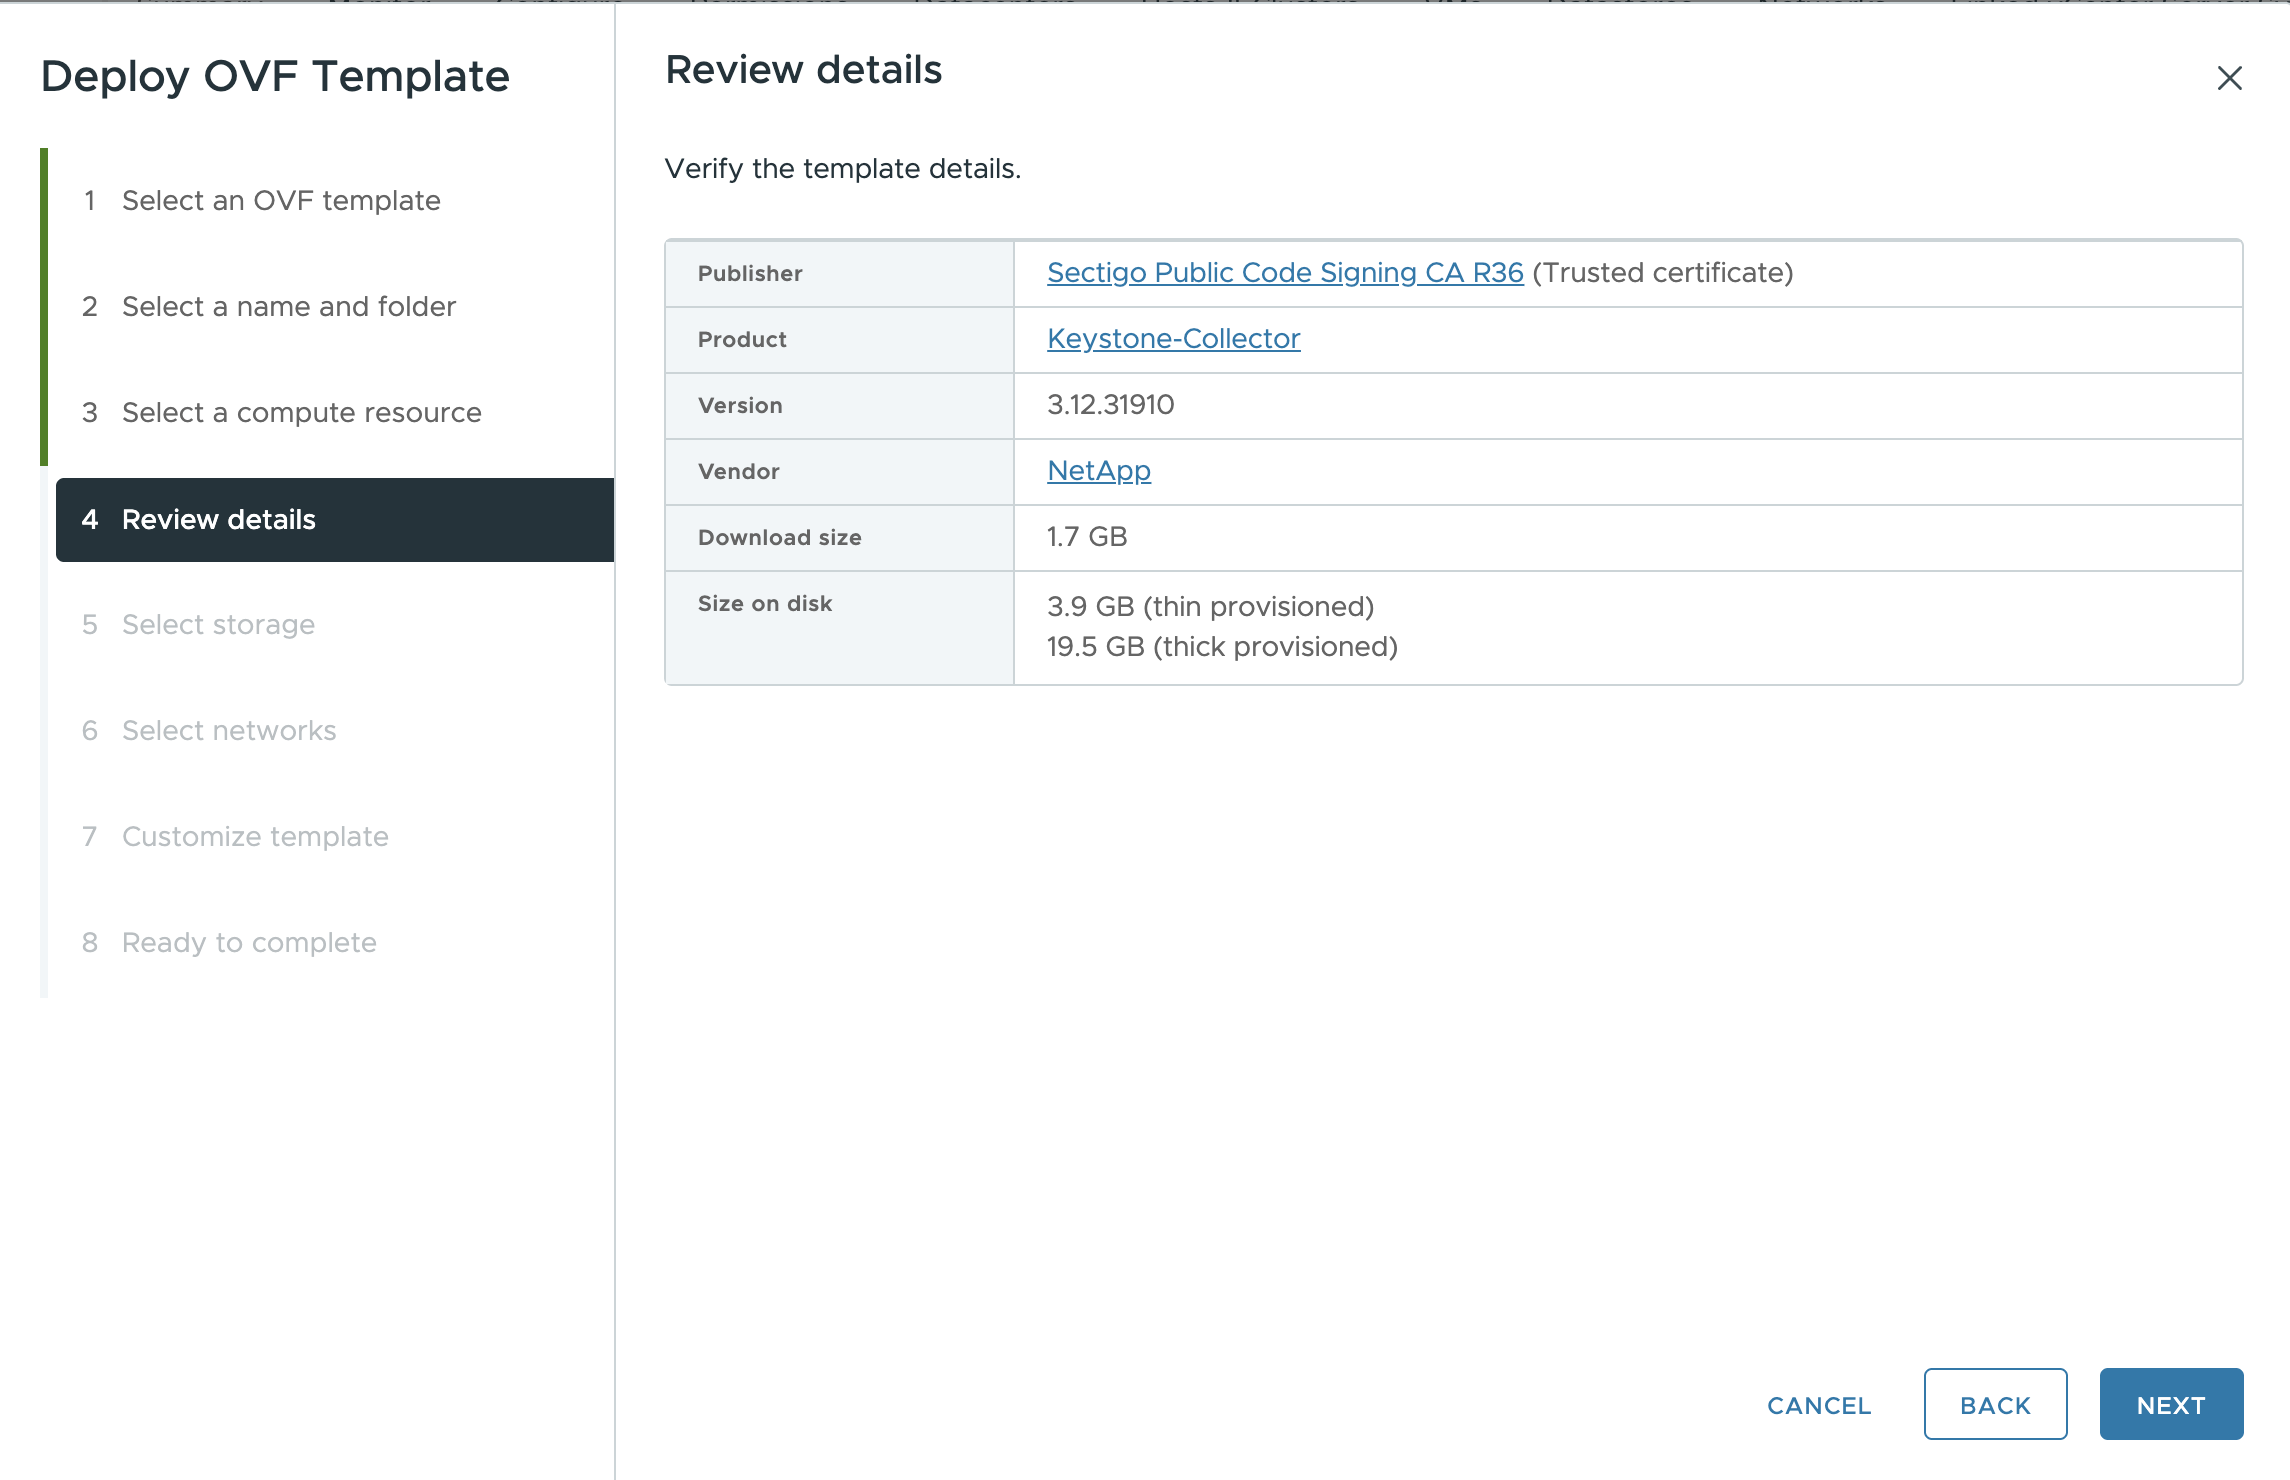 Deploy OVF Template
1 Select an OVF template
2 Select a name and folder
3 Select a compute resource
4 Review details
5 Select storage
6 Select networks
7 Customize template
8 Ready to complete
Review details
Verify the template details.
Publisher Sectigo Public Code Signing CA R36 (Trusted certificate)
Product Keystone-Collector
Version 3.12.31910
Vendor NetApp
Download size 1.7 GB
Size on disk 3.9 GB (thin provisioned)
19.5 GB (thick provisioned)
CANCEL BACK NEXT